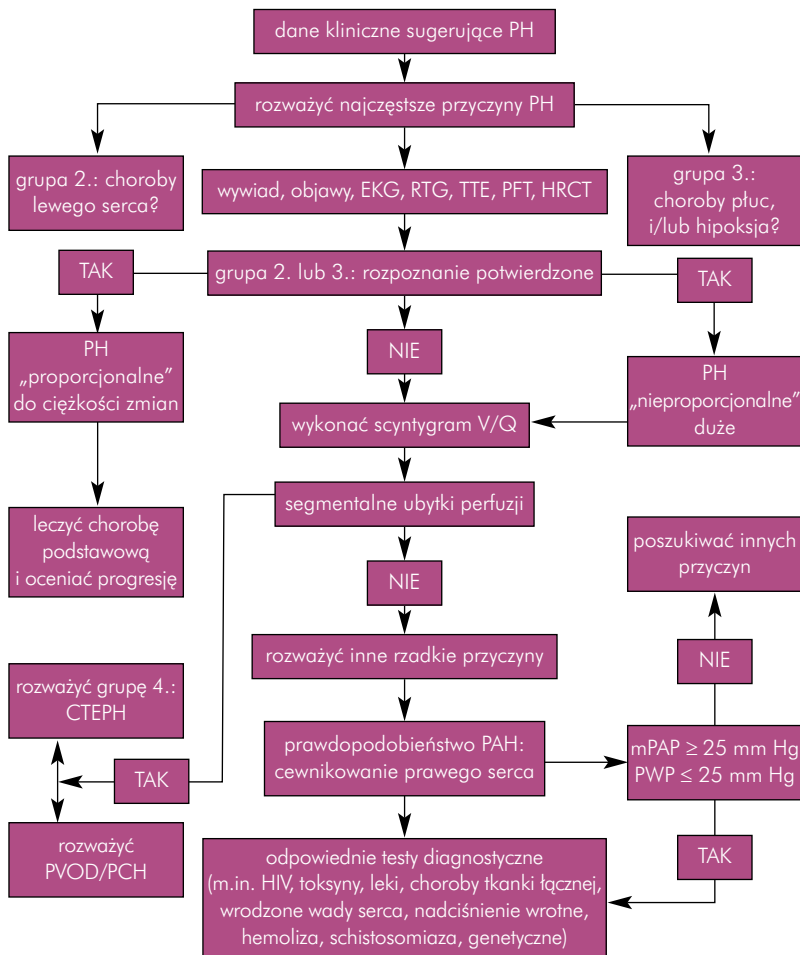 dane kliniczne sugerujące PH
rozważyć najczęstsze przyczyny PH
grupa 2.: choroby
lewego serca?
wywiad, objawy, EKG, RTG, TTE, PFT, HRCT
grupa 3.:
choroby płuc,
i/lub hipoksja?
TAK
grupa 2. lub 3.: rozpoznanie potwierdzone
TAK
PH
„proporcjonalne”
do ciężkości zmian
NIE
PH
„nieproporcjonalne”
duże
wykonać scyntygram V/Q
leczyć chorobę
podstawową
i oceniać progresję
segmentalne ubytki perfuzji
poszukiwać innych
przyczyn
NIE
rozważyć inne rzadkie przyczyny
NIE
rozważyć grupę 4.:
CTEPH
prawdopodobieństwo PAH:
cewnikowanie prawego serca
mPAP ≥ 25 mm Hg
PWP ≤ 25 mm Hg
TAK
rozważyć
PVOD/PCH
TAK
odpowiednie testy diagnostyczne
(m.in. HIV, toksyny, leki, choroby tkanki łącznej,
wrodzone wady serca, nadciśnienie wrotne,
hemoliza, schistosomiaza, genetyczne)